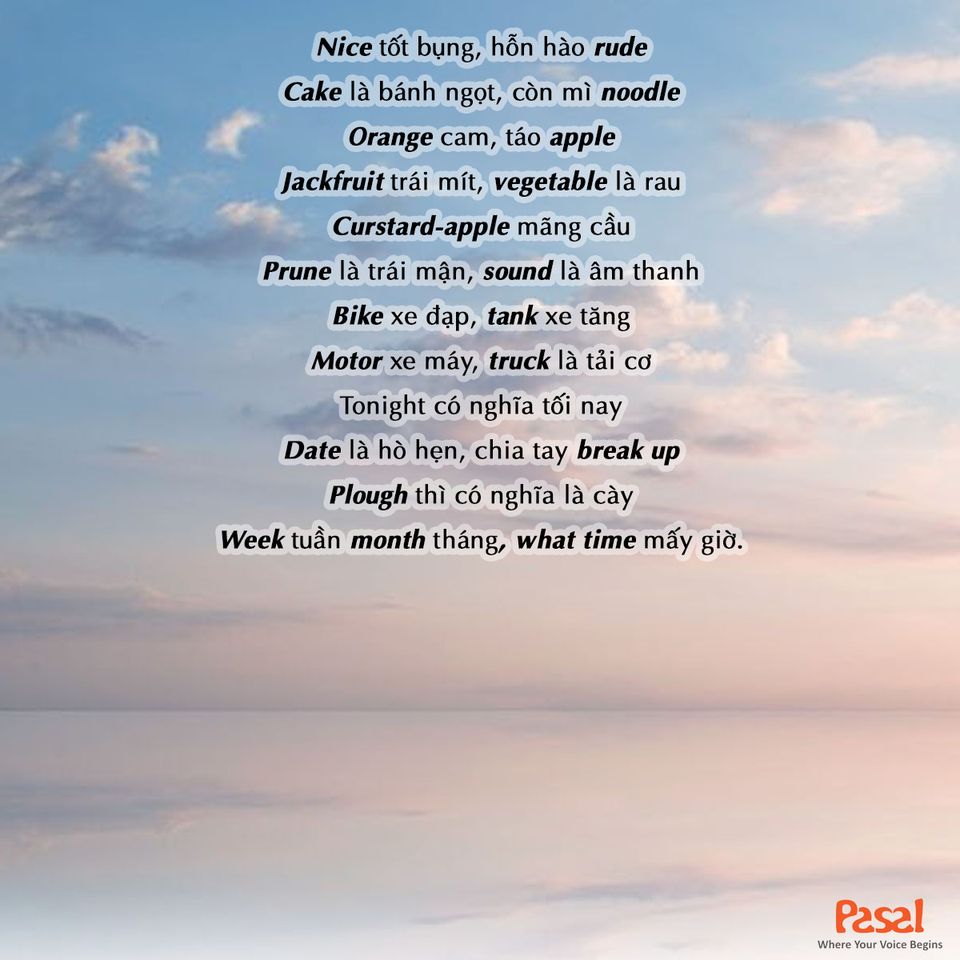 Nice tốt bụng, hỗn hào rude
Cake là bánh ngọt, còn mì noodle
Orange cam, táo apple
Jackfruit trái mít, vegetable là rau
Curstard-apple mãng cầu
Prune là trái mận, sound là âm thanh
Bike xe đạp, tank xe tăng
Motor xe máy, truck là tải cơ
Tonight có nghĩa tối nay
Date là hò hẹn, chia tay break up
Plough thì có nghĩa là cày
Week tuần month tháng, what time mấy giờ.
Pasal
Where Your Voice Begins